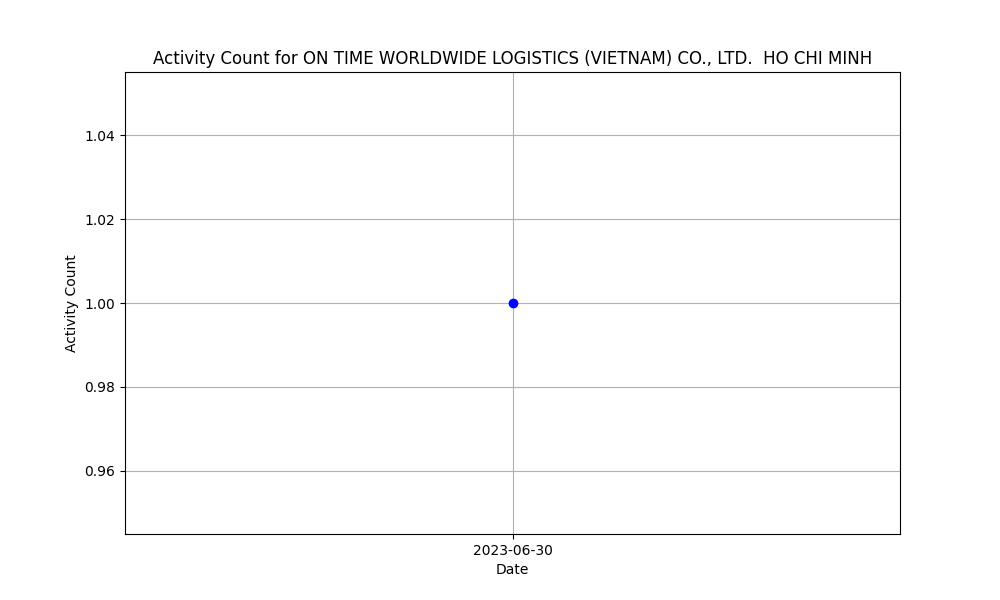 Activity Count for ON TIME WORLDWIDE LOGISTICS (VIETNAM) CO., LTD.  HO CHI MINH
1.04
1.02
1.00
0.98
0.96
Activity Count
2023-06-30
Date